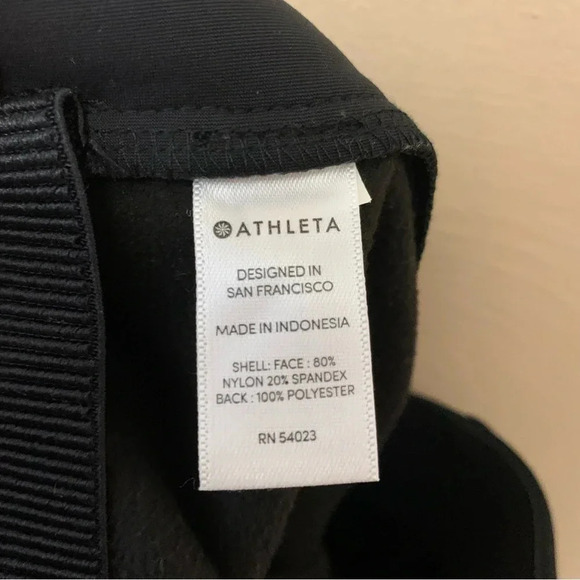 ATHLETA
DESIGNED IN
SAN FRANCISCO
MADE IN INDONESIA
SHELL: FACE : 80%
NYLON 20% SPANDEX
BACK : 100% POLYESTER
RN 54023